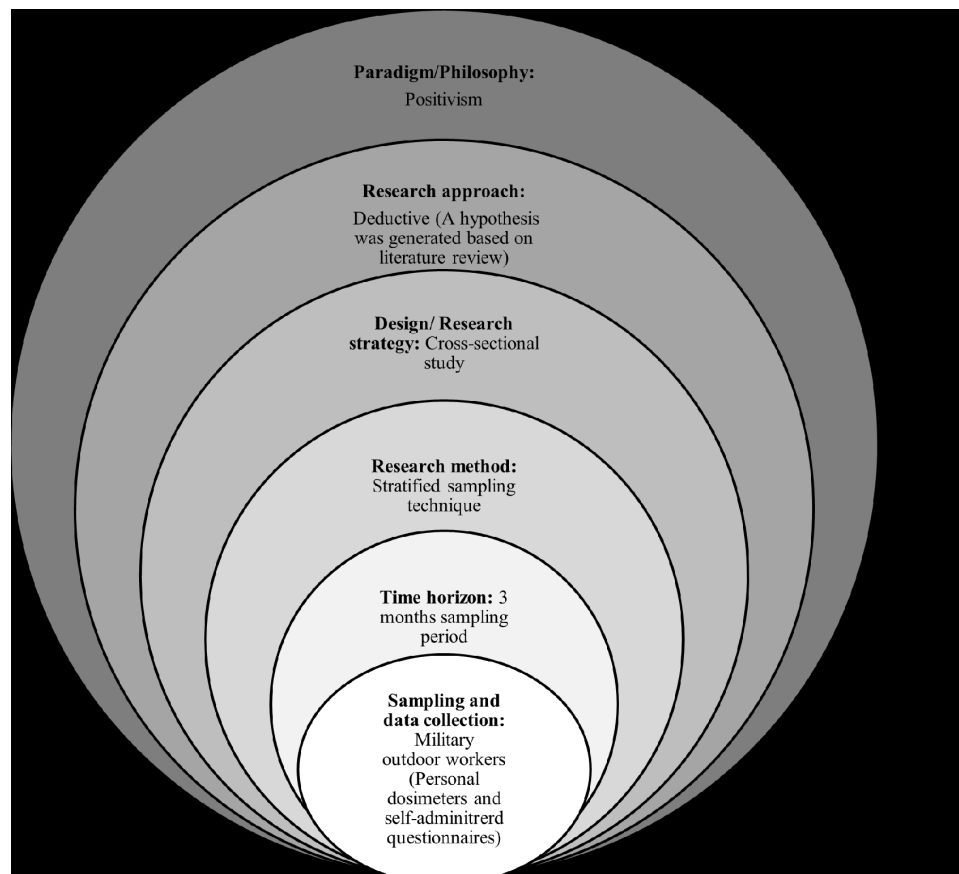 Paradigm/Philosophy:
Positivism
Research approach:
Deductive (A hypothesis
was generated based on
literature review)
Design/ Research
strategy: Cross-sectional
study
Research method:
Stratified sampling
technique
Time horizon: 3
months sampling
period
Sampling and
data collection:
Military
outdoor workers
(Personal
dosimeters and
self-adminitrerd
questionnaires)